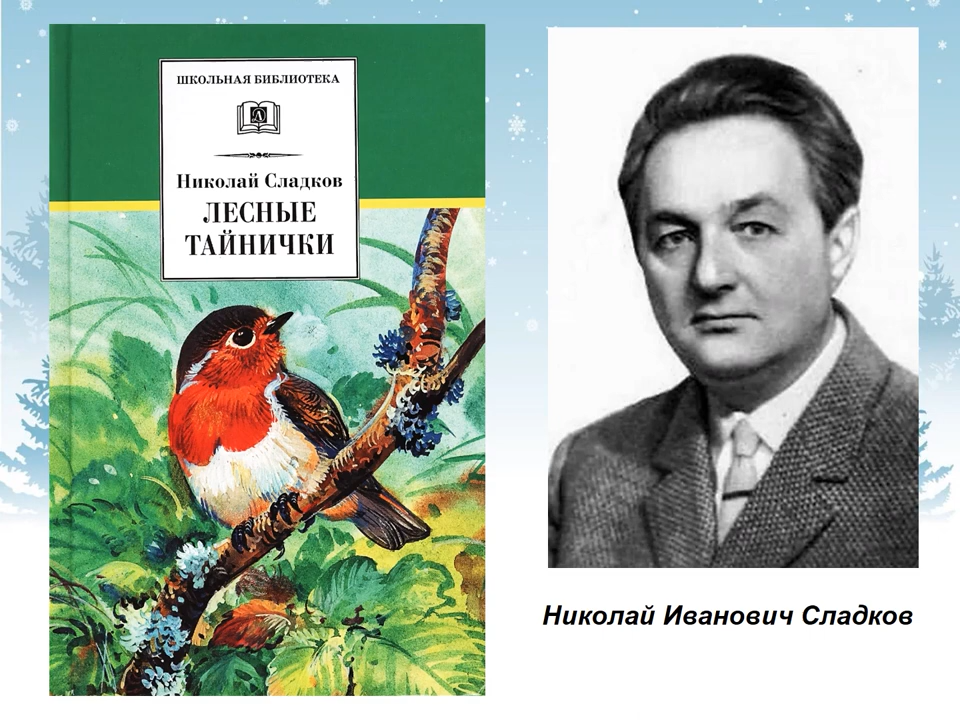 ШКОЛЬНАЯ БИБЛИОТЕКА
Николай Сладков
ЛЕСНЫЕ
ТАЙНИЧКИ
Николай Иванович Сладков